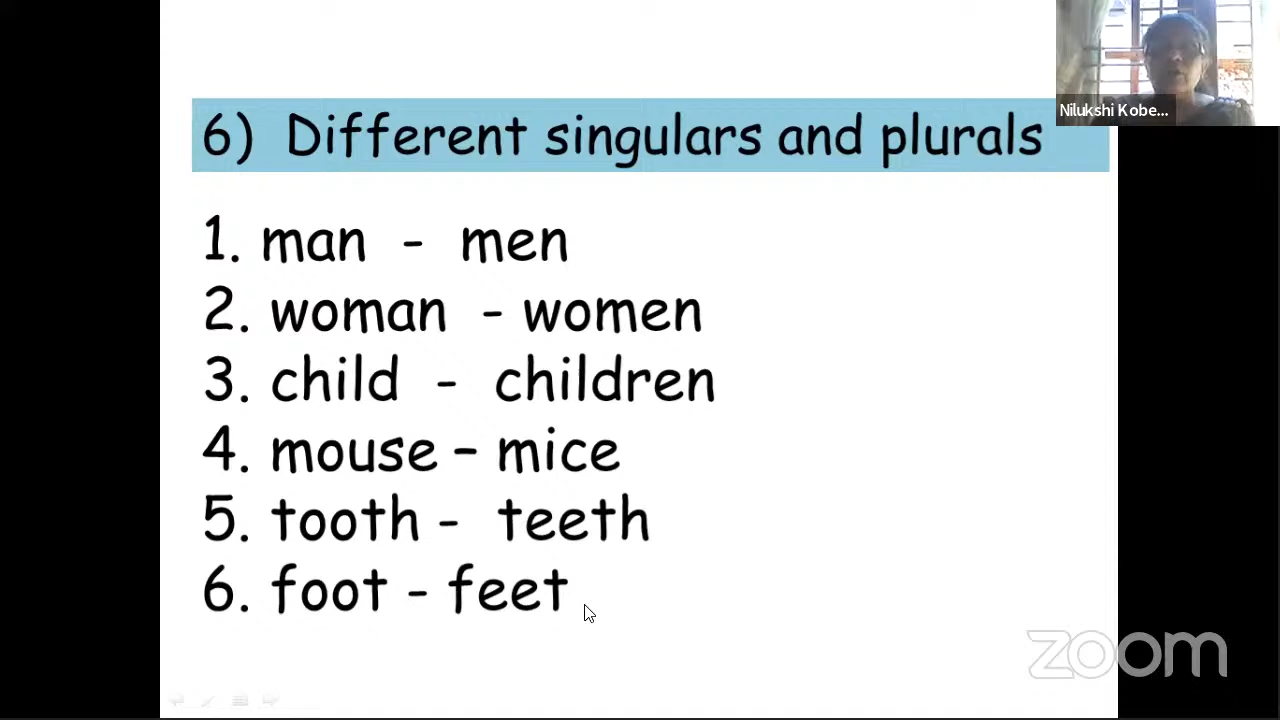 Nilukshi Kobe...
6) Different singulars and plurals
1. man - men
2. woman - women
3. child - children
4. mouse – mice
5. tooth - teeth
6. foot - feet
zoom